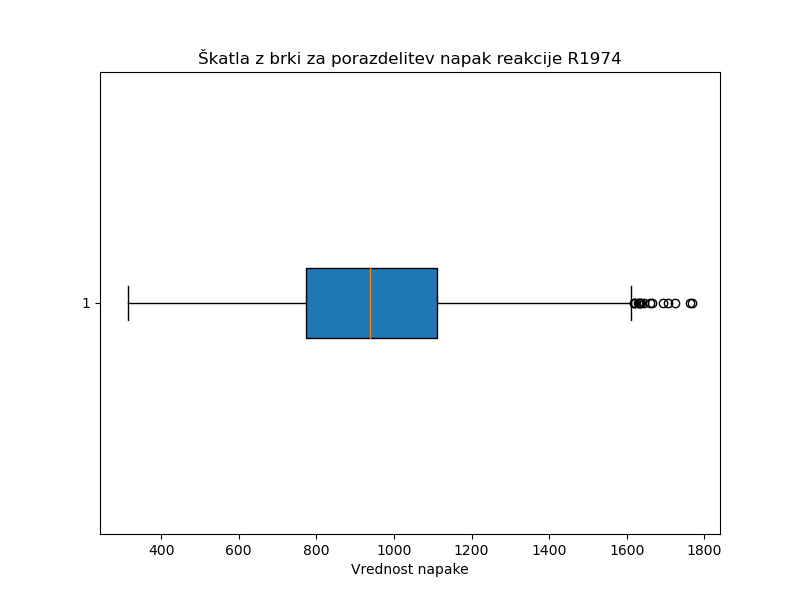 Škatla z brki za porazdelitev napak reakcije R1974
1
400 600 800 1000 1200 1400 1600 1800
Vrednost napake